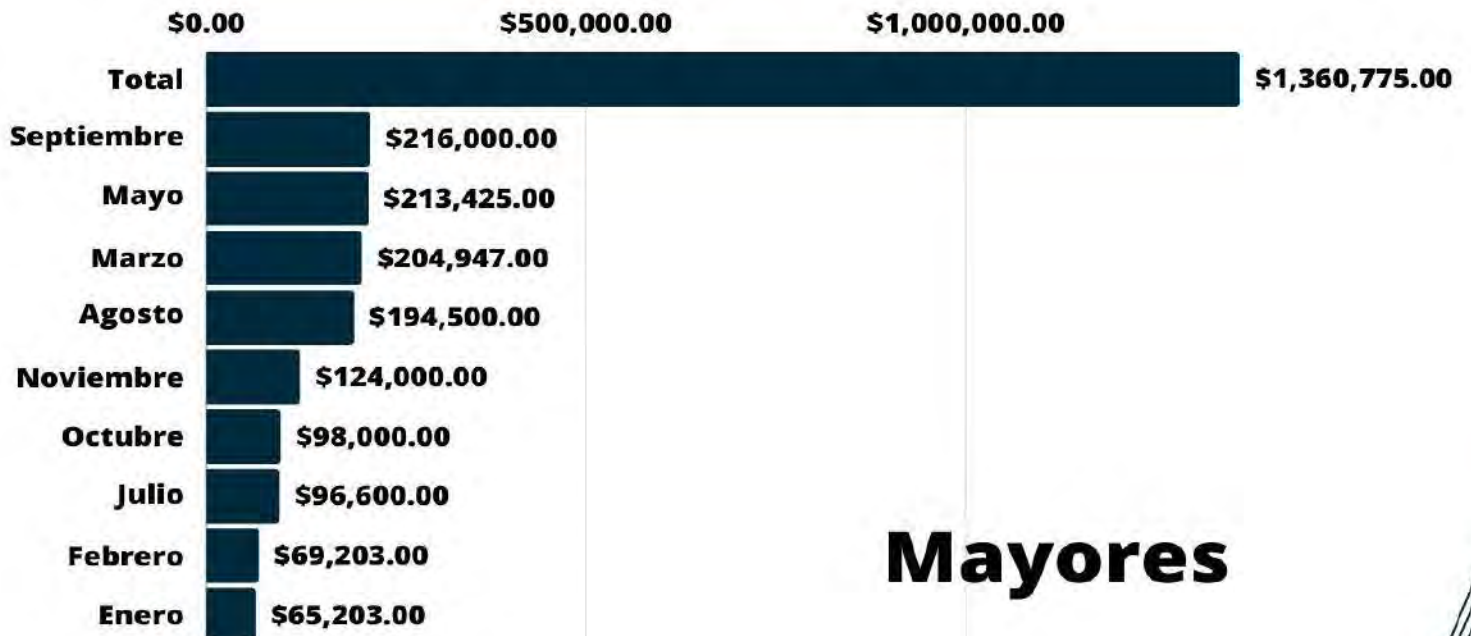 $0.00 $500,000.00 $1,000,000.00
Total $1,360,775.00
Septiembre $216,000.00
Mayo $213,425.00
Marzo $204,947.00
Agosto $194,500.00
Noviembre $124,000.00
Octubre $98,000.00
Julio $96,600.00
Febrero $69,203.00
Mayores
Enero $65,203.00